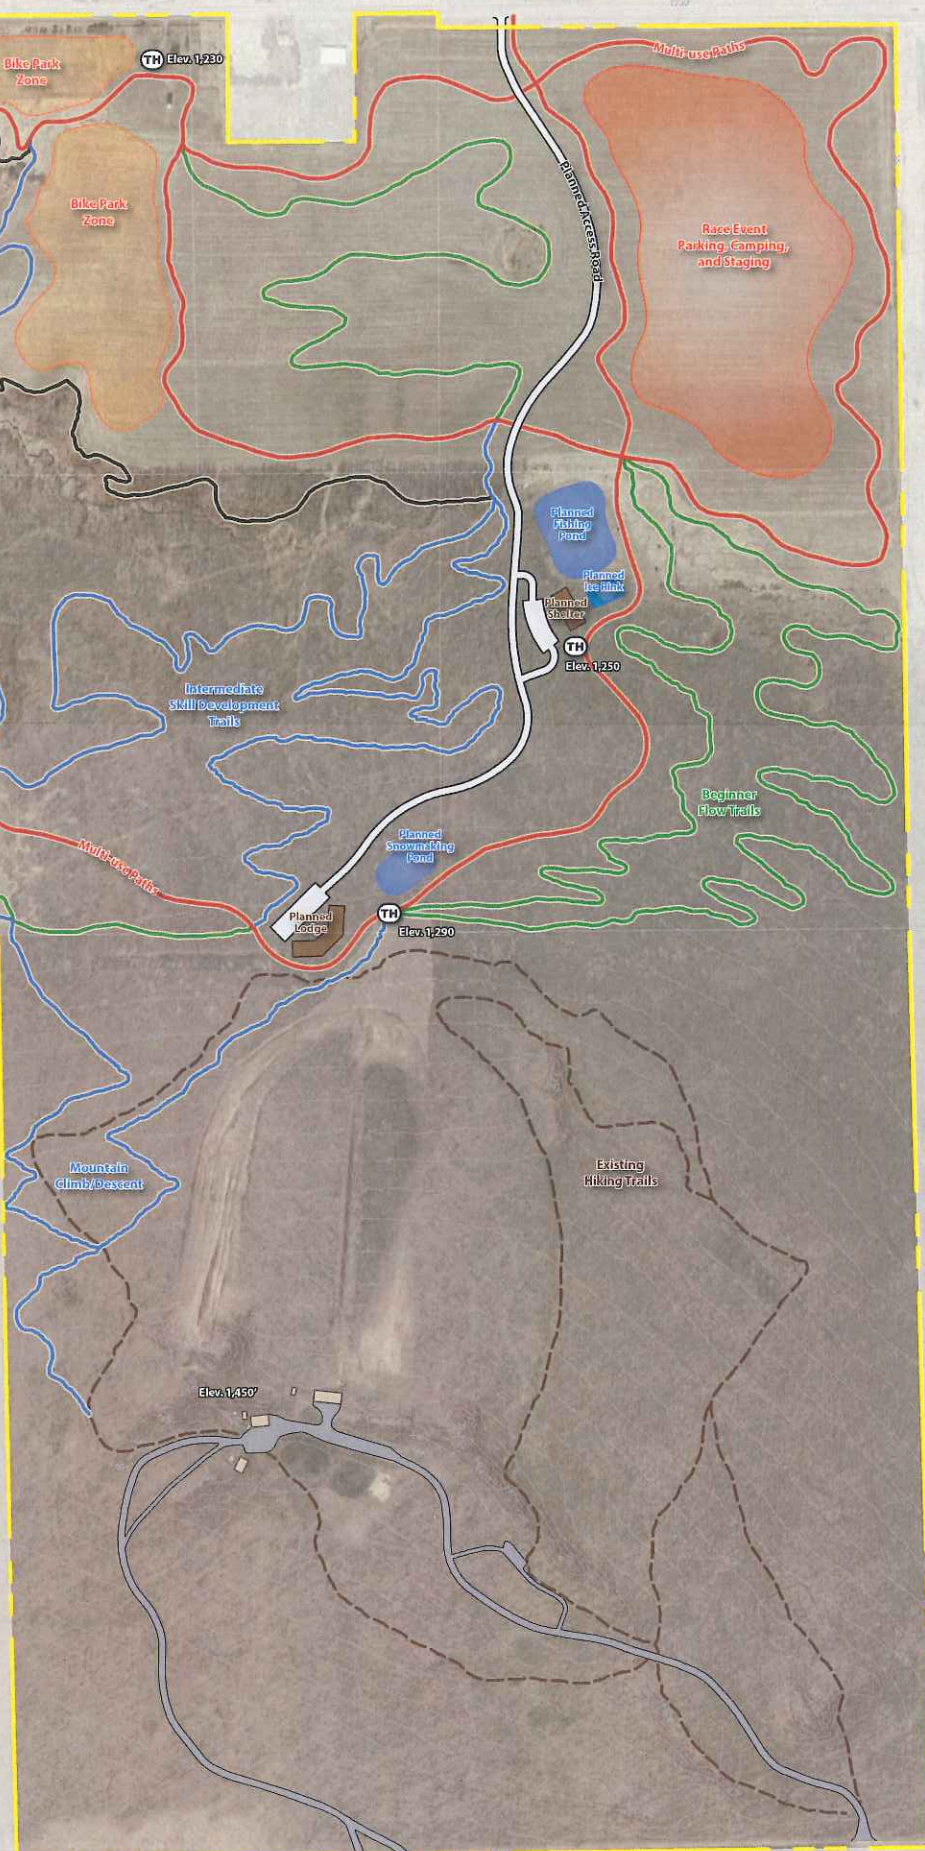 TH Elev. 1,230
Bike Park
Zone
Multi-use Paths
Bike Park
Zone
Planned Access Road
Race Event
Parking, Camping,
and Staging
Planned
Fishing
Pond
Planned
Ice Rink
Planned
Shelter
TH
Elev. 1,250
Intermediate
Skill Development
Trails
Beginner
Flow Trails
Planned
Snowmaking
Pond
Multi-use Paths
Planned
Lodge
TH
Elev. 1,290
Mountain
Climb/Descent
Existing
Hiking Trails
Elev. 1,450'